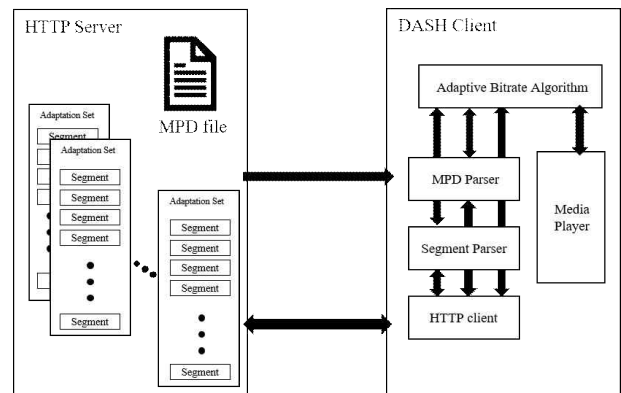 HTTP Server
MPD file
Adaptation Set
Segment
Adaptation Set
Segment
Segment
Segment
Segment
Segment
Adaptation Set
Segment
Segment
Segment
Segment
Segment
DASH Client
Adaptive Bitrate Algorithm
MPD Parser
Segment Parser
HTTP client
Media
Player